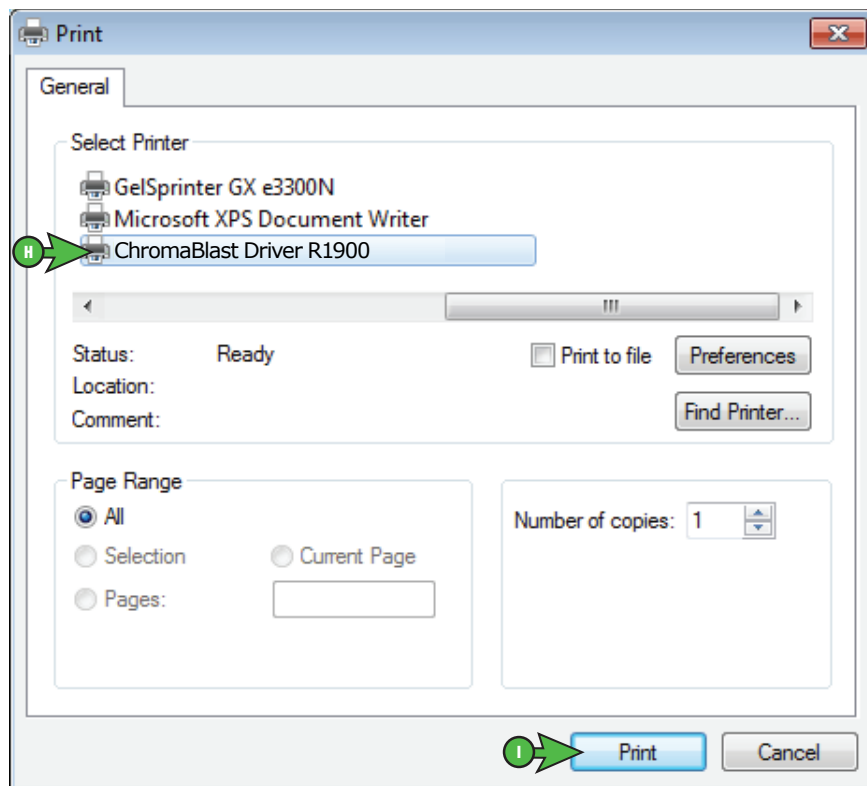 Print
General
Select Printer
GelSprinter GX e3300N
Microsoft XPS Document Writer
H
ChromaBlast Driver R1900
Status: Ready
Print to file
Preferences
Location:
Comment:
Find Printer...
Page Range
All
Selection
Current Page
Pages:
Number of copies: 1
I
Print
Cancel